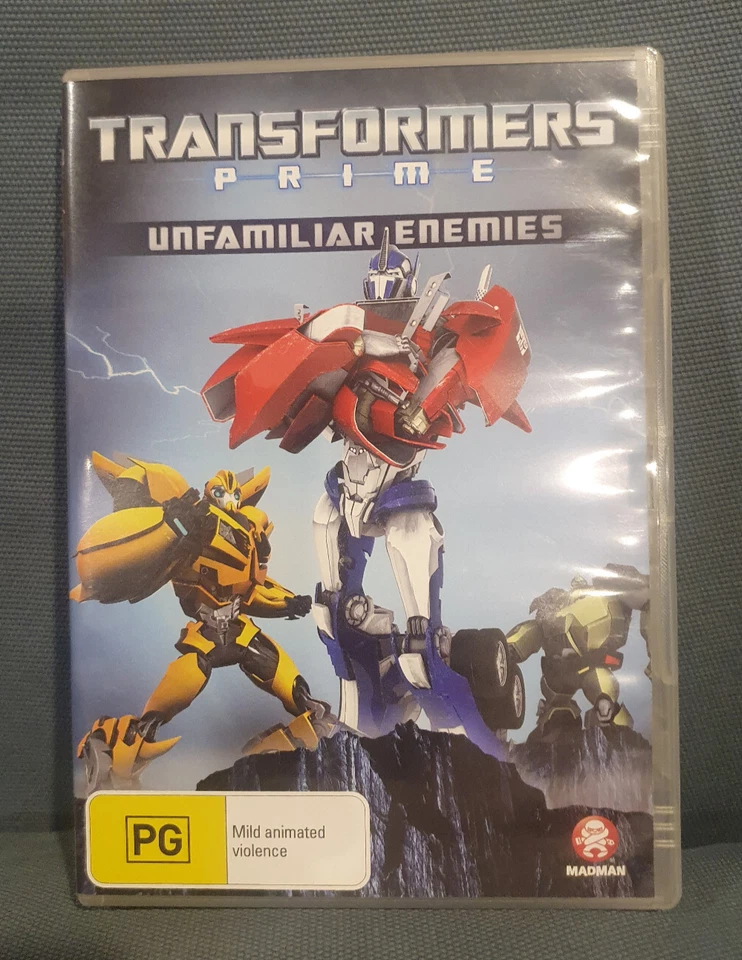 TRANSFORMERS
PRIME
UNFAMILIAR ENEMIES
PG
Mild animated
violence
MADMAN